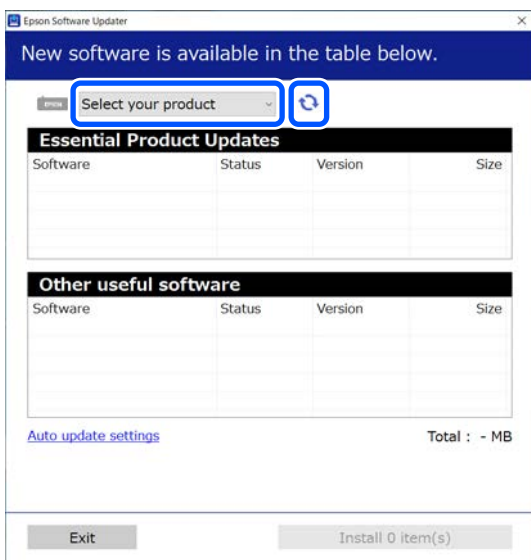 Epson Software Updater
New software is available in the table below.
EPSON Select your product
Essential Product Updates
Software Status Version Size
Other useful software
Software Status Version Size
Auto update settings Total : - MB
Exit Install 0 item(s)